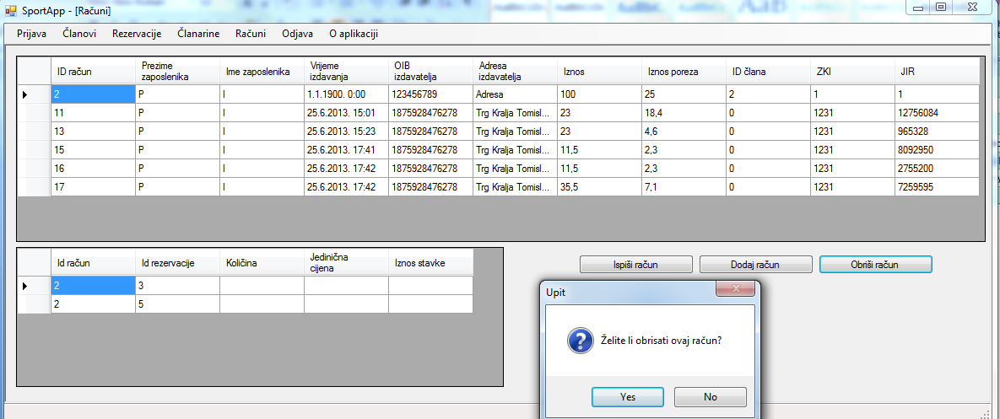 SportApp - [Računi]
Prijava Članovi Rezervacije Članarine Računi Odjava O aplikaciji
ID račun Prezime zaposlenika Ime zaposlenika Vrijeme izdavanja OIB izdavatelja Adresa izdavatelja Iznos Iznos poreza ID člana ZKI JIR
2 P I 1.1.1900. 0:00 123456789 Adresa 100 25 2 1 1
11 P I 25.6.2013. 15:01 1875928476278 Trg Kralja Tomisl... 23 18,4 0 1231 12756084
13 P I 25.6.2013. 15:23 1875928476278 Trg Kralja Tomisl... 23 4,6 0 1231 965328
15 P I 25.6.2013. 17:41 1875928476278 Trg Kralja Tomisl... 11,5 2,3 0 1231 8092950
16 P I 25.6.2013. 17:42 1875928476278 Trg Kralja Tomisl... 11,5 2,3 0 1231 2755200
17 P I 25.6.2013. 17:42 1875928476278 Trg Kralja Tomisl... 35,5 7,1 0 1231 7259595
Id račun Id rezervacije Količina Jedinična cijena Iznos stavke
2 3
2 5
Ispiši račun Dodaj račun Obriši račun
Upit
Želite li obrisati ovaj račun?
Yes No